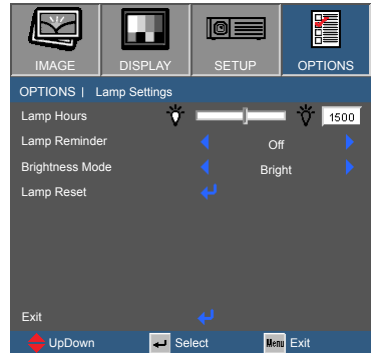 IMAGE DISPLAY SETUP OPTIONS
OPTIONS | Lamp Settings
Lamp Hours 1500
Lamp Reminder Off
Brightness Mode Bright
Lamp Reset
Exit
UpDown Select Menu Exit